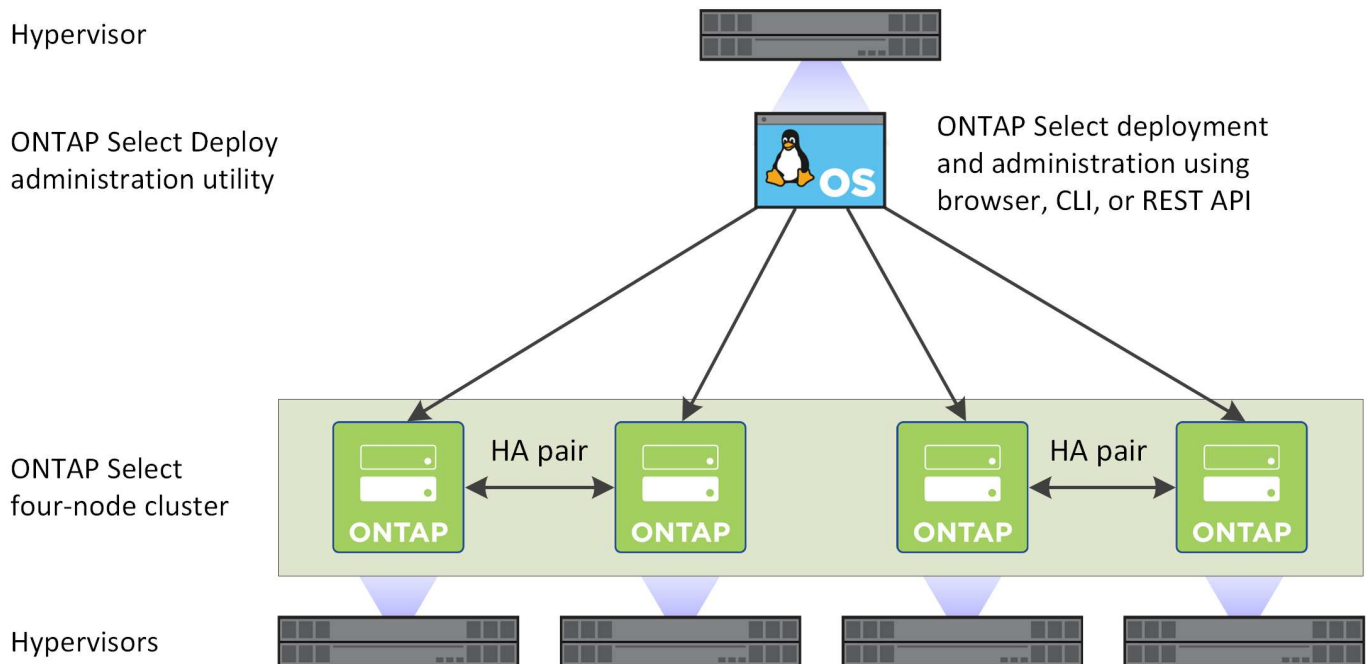 Hypervisor
ONTAP Select Deploy
administration utility
OS
ONTAP Select deployment
and administration using
browser, CLI, or REST API
ONTAP Select
four-node cluster
HA pair
HA pair
ONTAP
ONTAP
ONTAP
ONTAP
Hypervisors